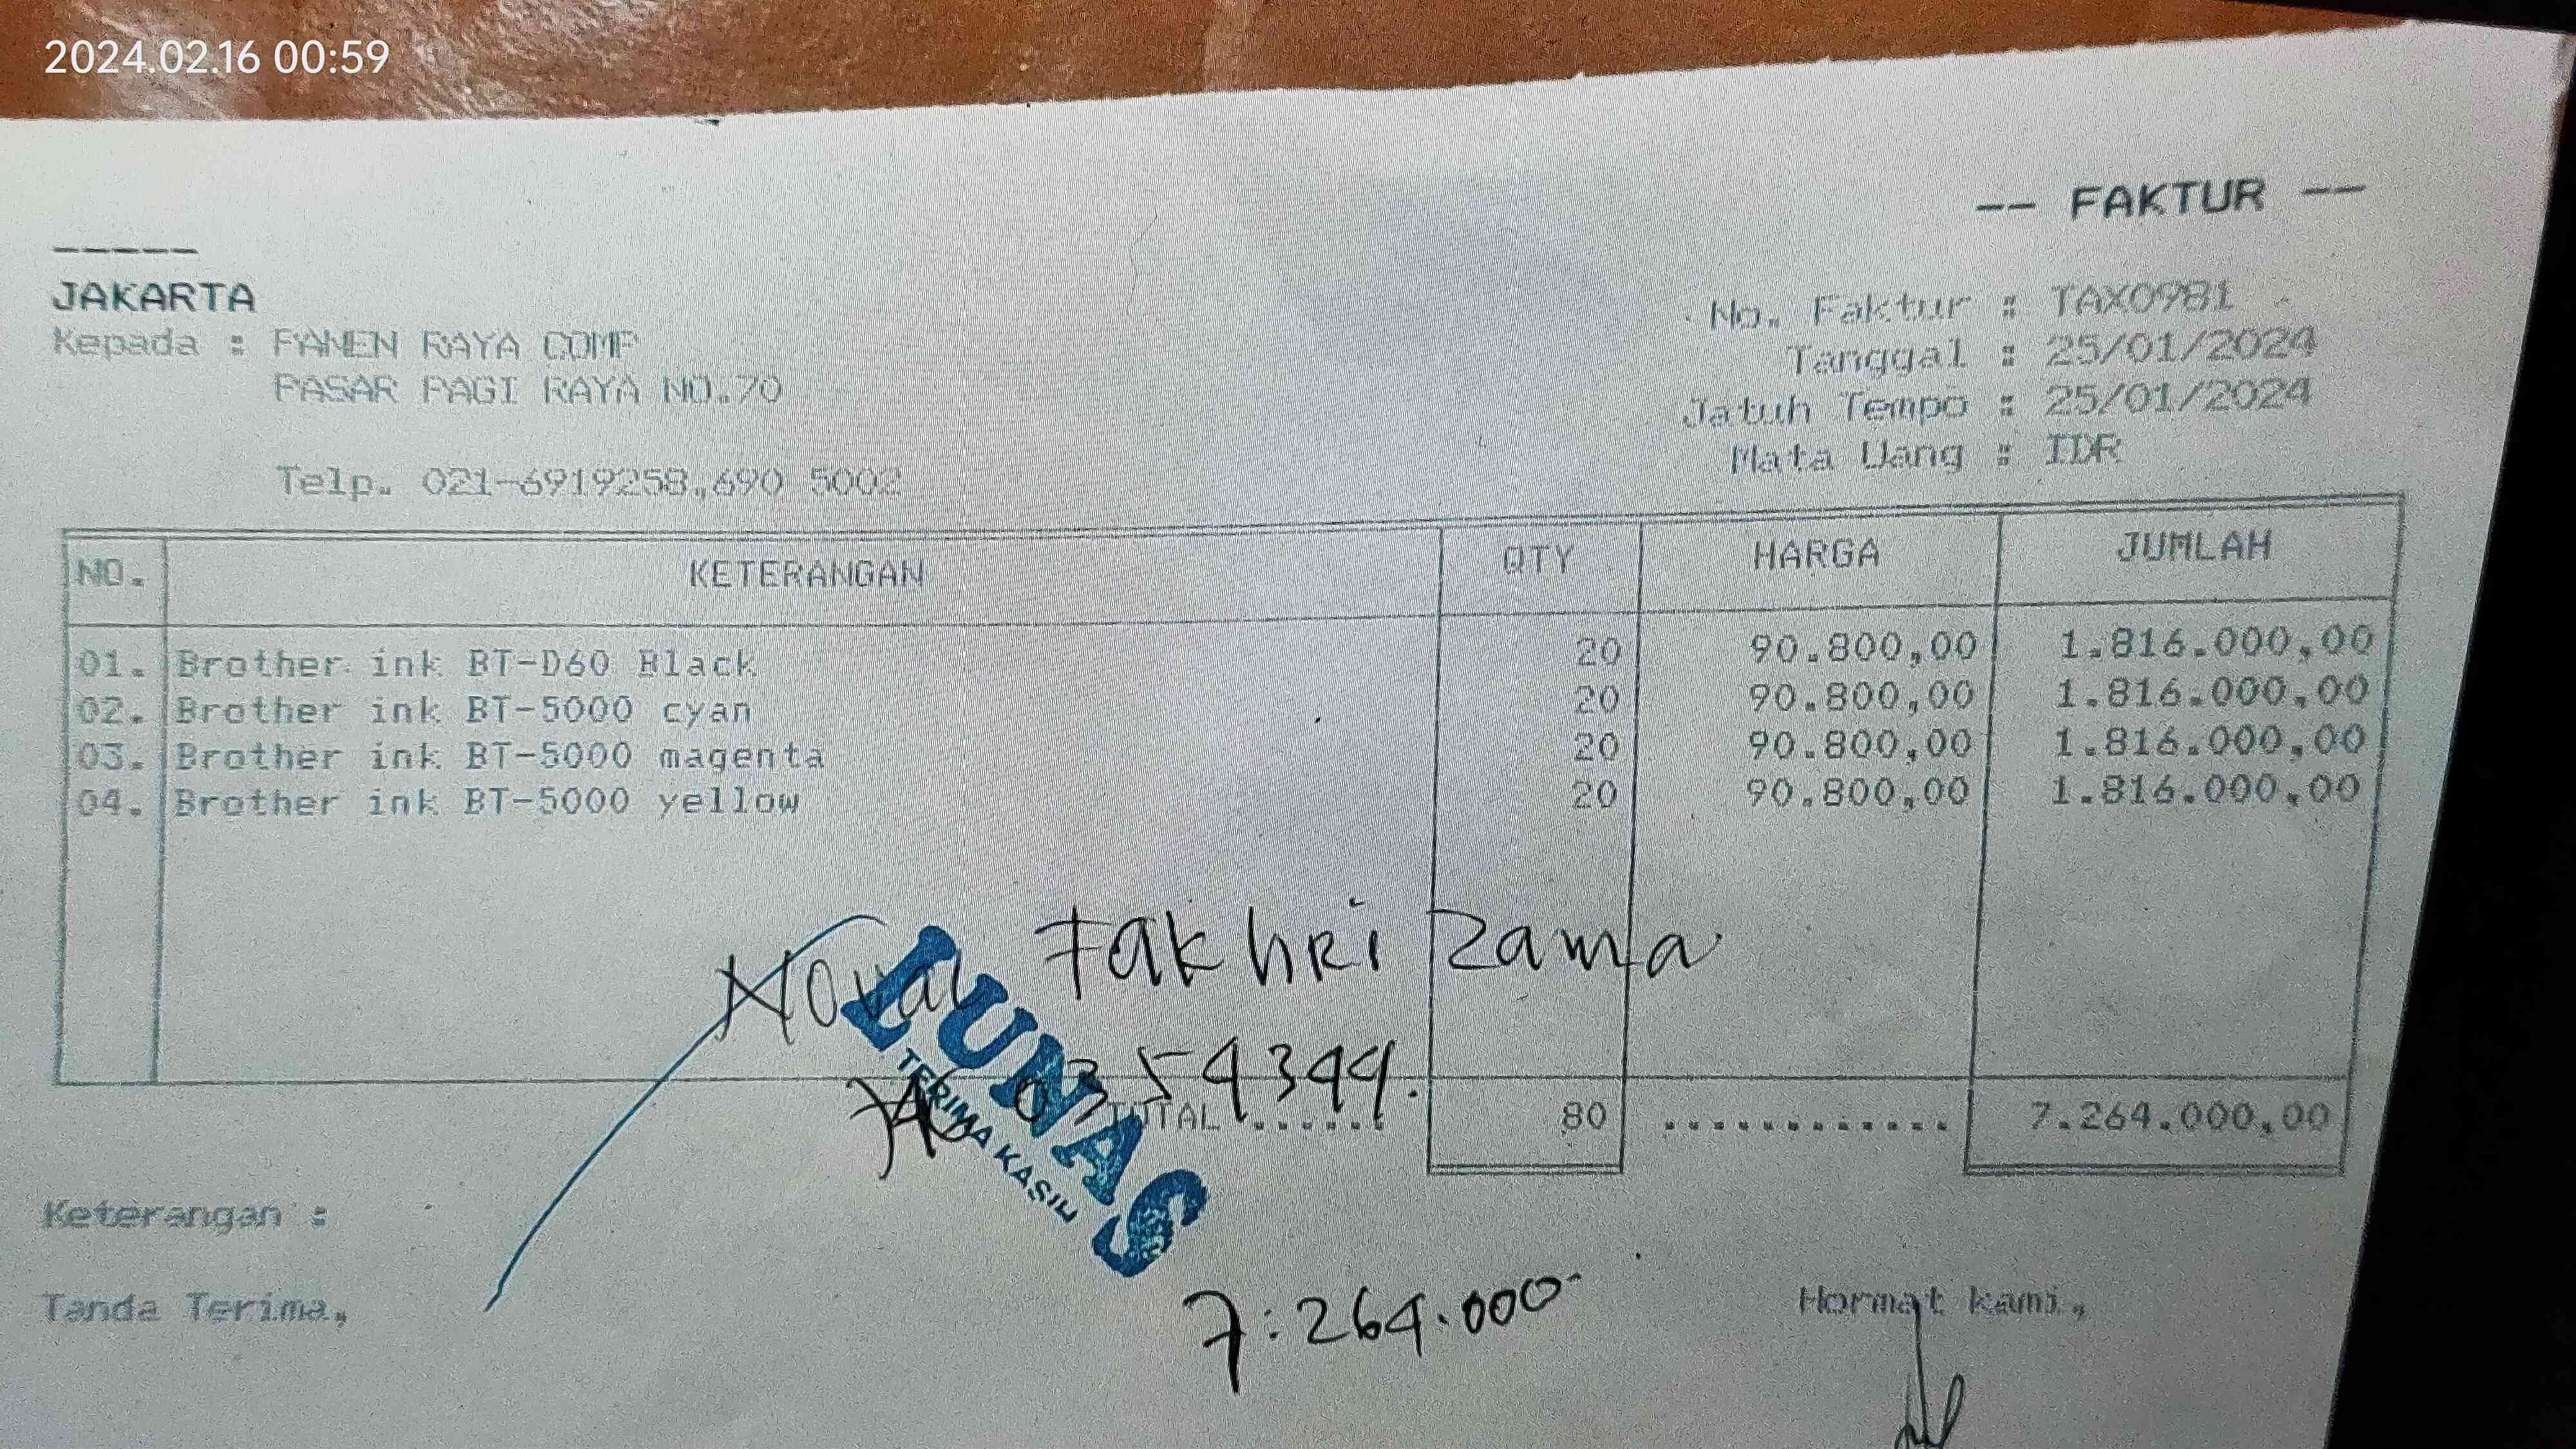 2024.02.16 00:59
-- FAKTUR --
-----
JAKARTA
Kepada : PANEN RAYA COMP
PASAR PAGI RAYA NO.70
Telp. 021-6919258,690 5002
No. Faktur : TAX0981
Tanggal : 25/01/2024
Jatuh Tempo : 25/01/2024
Mata Uang : IDR
NO. KETERANGAN QTY HARGA JUMLAH
01. Brother ink BT-D60 Black 20 90.800,00 1.816.000,00
02. Brother ink BT-5000 cyan 20 90.800,00 1.816.000,00
03. Brother ink BT-5000 magenta 20 90.800,00 1.816.000,00
04. Brother ink BT-5000 yellow 20 90.800,00 1.816.000,00
Fakhri Rama
LUNAS
TERIMA KASIH
TOTAL ...... 80 ............ 7.264.000,00
Keterangan :
7.264.000
Tanda Terima, Hormat kami,